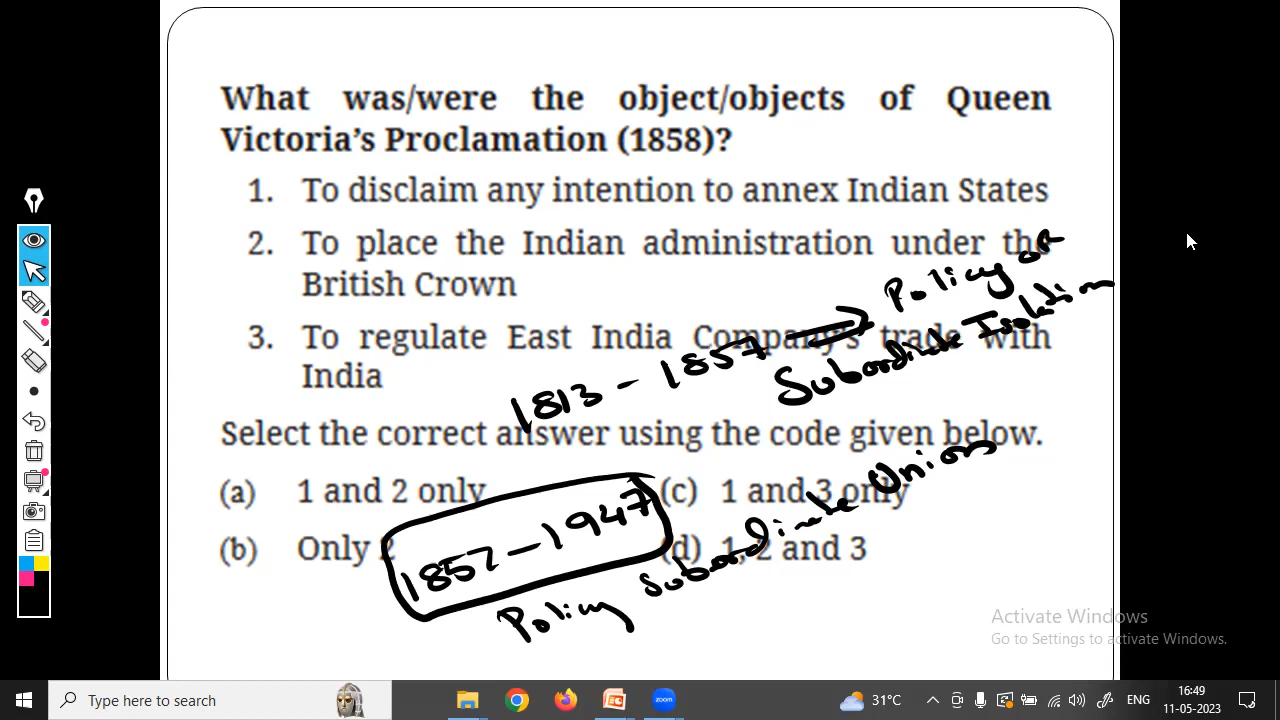 What was/were the object/objects of Queen
Victoria's Proclamation (1858)?
1. To disclaim any intention to annex Indian States
2. To place the Indian administration under the
British Crown
3. To regulate East India Company's trade with
India
1813 - 1857 Policy of
Subordinate Isolation
Select the correct answer using the code given below.
(a) 1 and 2 only
(c) 1 and 3 only
(b) Only 2
(d) 1, 2 and 3
1857 - 1947
Policy Subordinate Union
Activate Windows
Go to Settings to activate Windows.
Type here to search
31°C
ENG
16:49
11-05-2023
zoom